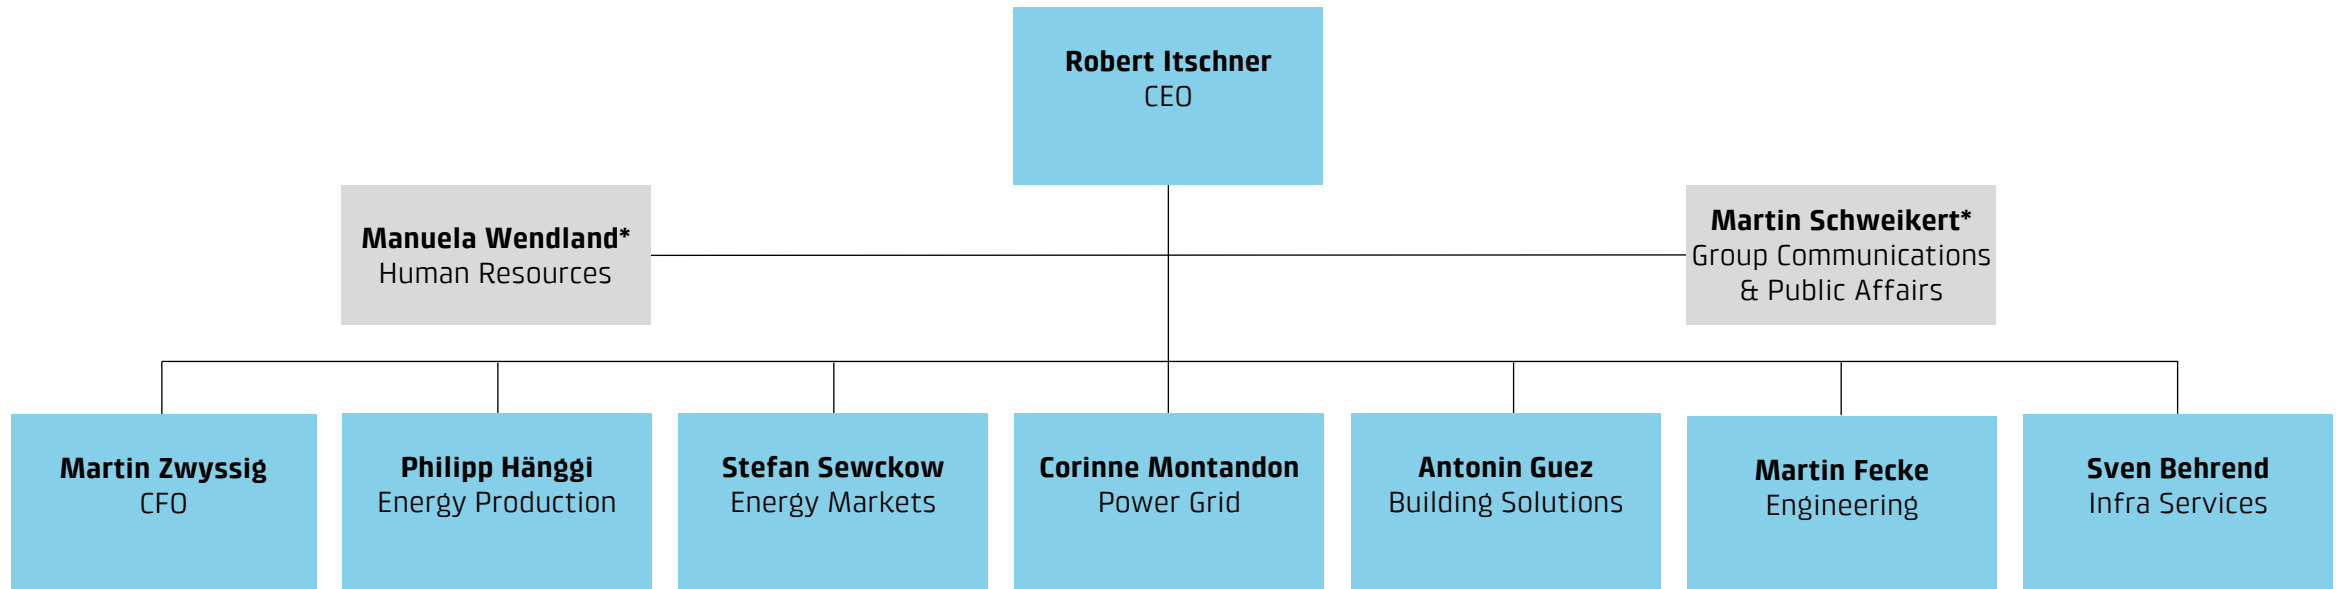 Robert Itschner
CEO
Manuela Wendland*
Human Resources
Martin Schweikert*
Group Communications
& Public Affairs
Martin Zwyssig
CFO
Philipp Hänggi
Energy Production
Stefan Sewckow
Energy Markets
Corinne Montandon
Power Grid
Antonin Guez
Building Solutions
Martin Fecke
Engineering
Sven Behrend
Infra Services